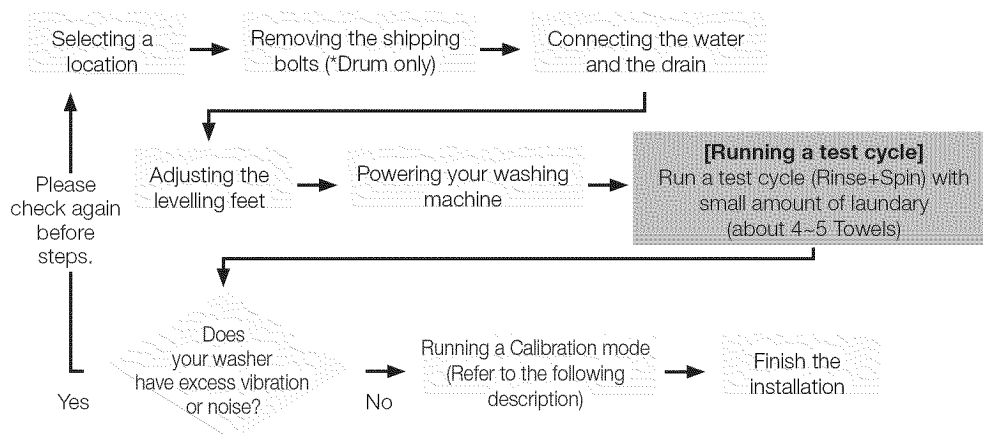 Selecting a
location
Removing the shipping
bolts (*Drum only)
Connecting the water
and the drain
Adjusting the
levelling feet
Powering your washing
machine
[Running a test cycle]
Run a test cycle (Rinse+Spin) with
small amount of laundary
(about 4~5 Towels)
Please
check again
before
steps.
Does
your washer
have excess vibration
or noise?
Yes
No
Running a Calibration mode
(Refer to the following
description)
Finish the
installation